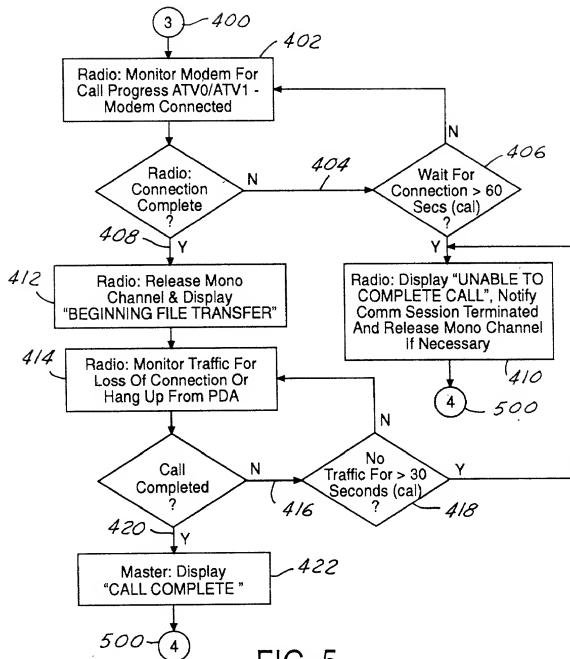 3
400
402
Radio: Monitor Modem For
Call Progress ATV0/ATV1 -
Modem Connected
N
404
406
Radio:
Connection
Complete
?
N
Wait For
Connection > 60
Secs (cal)
?
408
Y
Y
412
Radio: Release Mono
Channel & Display
"BEGINNING FILE TRANSFER"
Radio: Display "UNABLE TO
COMPLETE CALL", Notify
Comm Session Terminated
And Release Mono Channel
If Necessary
410
414
Radio: Monitor Traffic For
Loss Of Connection Or
Hang Up From PDA
4
500
N
Call
Completed
?
N
416
No
Traffic For > 30
Seconds (cal)
?
Y
418
420
Y
Master: Display
"CALL COMPLETE "
422
500
4
FIG. 5